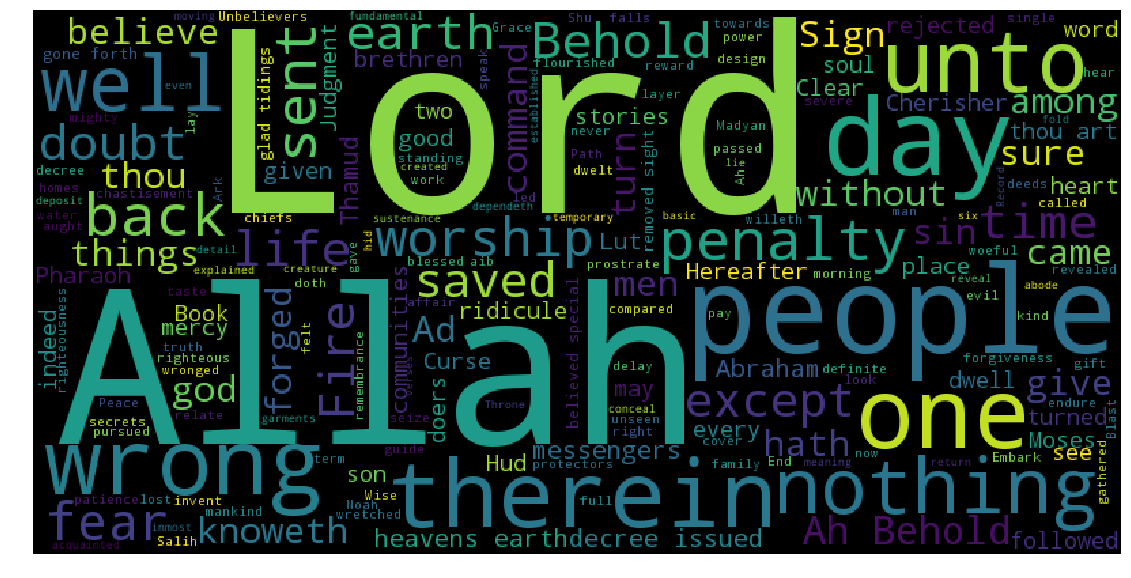 Lord
Allah
people
day
unto
one
therein
nothing
wrong
well
penalty
worship
back
earth
sent
Behold
believe
doubt
thou
things
life
Fire
fear
forged
god
saved
command
turn
men
except
without
time
sin
came
sure
among
Sign
give
hath
Ah Behold
decree issued
heavens earth
knoweth
messengers
Hud
Ad
Curse
ridicule
communities
doers
Abraham
Hereafter
place
dwell
turned
Moses
see
every
may
followed
son
indeed
mercy
Book
Pharaoh
Thamud
given
good
two
stories
brethren
Judgment
glad tidings
Unbelievers
gone forth
Lut
removed sight
Clear
soul
Cherisher
rejected
word
thou art
heart
deeds
called
evil
woeful
revealed
reveal
abode
kind
forgiveness
gift
definite
look
endure
Blast
gathered
Embark
End
meaning
now
return
family
protectors
full
cover
right
unseen
conceal
delay
pay
compared
believed special
morning
temporary
basic
willeth
man
six
Record
fold
severe
single
hear
towards
power
design
reward
layer
flourished
Grace
Shu
falls
fundamental
moving
speak
established
never
Madyan
passed
lie
dwelt
Path
led
standing
created
work
sustenance
dependeth
blessed
aib
prostrate
affair
gave
hid
creature
doth
explained
detail
chiefs
chastisement
Ark
homes
deposit
water
aught
decree
mighty
even
lay
taste
truth
righteous
wronged
righteousness
Peace
secrets
pursued
relate
garments
felt
remembrance
seize
guide
Throne
term
patience
lost
invent
mankind
inmost
Salih
acquainted
Wise
Noah
wretched